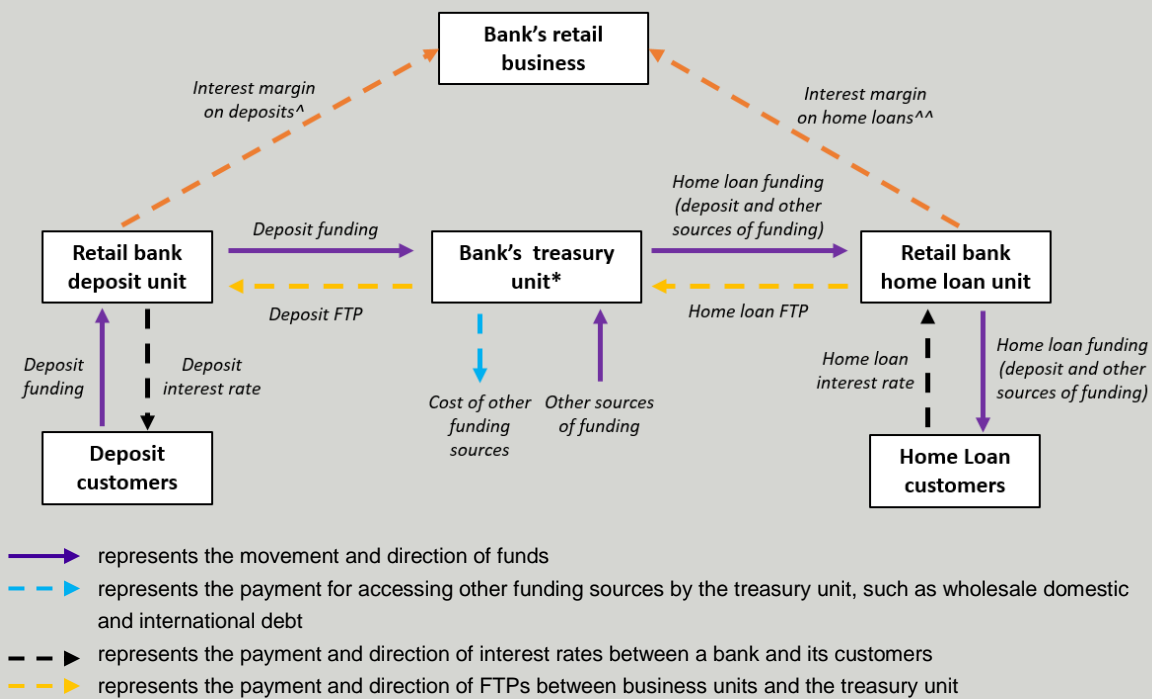 Bank's retail
business
Interest margin
on deposits^
Interest margin
on home loans^^
Deposit funding
Home loan funding
(deposit and other
sources of funding)
Retail bank
deposit unit
Bank's treasury
unit*
Retail bank
home loan unit
Deposit FTP
Home loan FTP
Deposit
funding
Deposit
interest rate
Cost of other
funding
sources
Other sources
of funding
Home loan
interest rate
Home loan funding
(deposit and other
sources of funding)
Deposit
customers
Home Loan
customers
represents the movement and direction of funds
represents the payment for accessing other funding sources by the treasury unit, such as wholesale domestic
and international debt
represents the payment and direction of interest rates between a bank and its customers
represents the payment and direction of FTPs between business units and the treasury unit